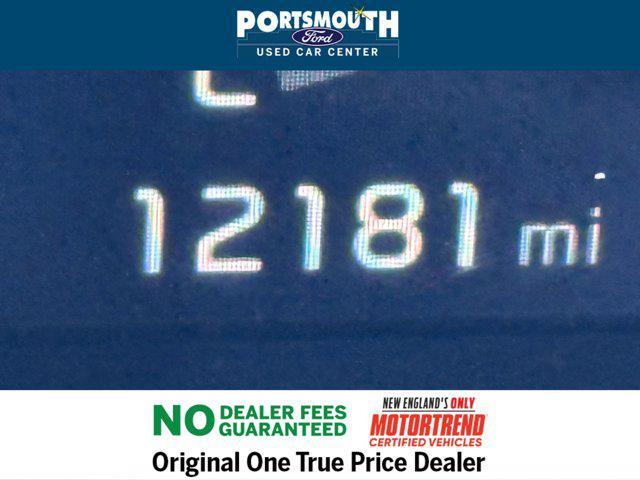 PORTSMOUTH
Ford
USED CAR CENTER
12181 mi
NO DEALER FEES
GUARANTEED
NEW ENGLAND'S ONLY
MOTORTREND
CERTIFIED VEHICLES
Original One True Price Dealer